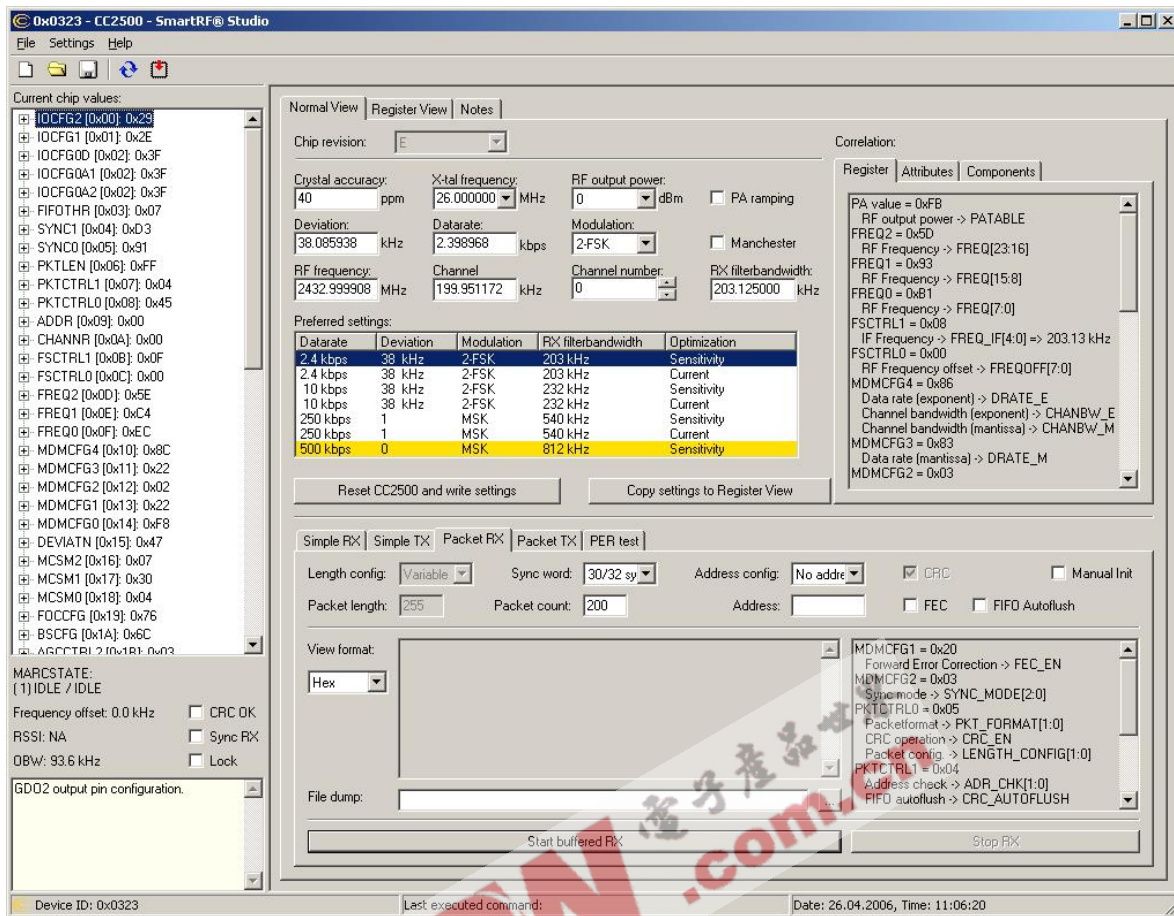 0x0323 - CC2500 - SmartRF® Studio
File Settings Help
Current chip values:
IOCFG2 [0x00]: 0x29
IOCFG1 [0x01]: 0x2E
IOCFG0D [0x02]: 0x3F
IOCFG0A1 [0x02]: 0x3F
IOCFG0A2 [0x02]: 0x3F
FIFOTHR [0x03]: 0x07
SYNC1 [0x04]: 0xD3
SYNC0 [0x05]: 0x91
PKTLEN [0x06]: 0xFF
PKTCTRL1 [0x07]: 0x04
PKTCTRL0 [0x08]: 0x45
ADDR [0x09]: 0x00
CHANNR [0x0A]: 0x00
FSCTRL1 [0x0B]: 0x0F
FSCTRL0 [0x0C]: 0x00
FREQ2 [0x0D]: 0x5E
FREQ1 [0x0E]: 0xC4
FREQ0 [0x0F]: 0xEC
MDMCFG4 [0x10]: 0x8C
MDMCFG3 [0x11]: 0x22
MDMCFG2 [0x12]: 0x02
MDMCFG1 [0x13]: 0x22
MDMCFG0 [0x14]: 0xF8
DEVIATN [0x15]: 0x47
MCSM2 [0x16]: 0x07
MCSM1 [0x17]: 0x30
MCSM0 [0x18]: 0x04
FOCCFG [0x19]: 0x76
BSCFG [0x1A]: 0x6C
AGCCTRL2 [0x1B]: 0x03
MARCSTATE:
(1) IDLE / IDLE
Frequency offset: 0.0 kHz CRC OK
RSSI: NA Sync RX
OBW: 93.6 kHz Lock
GDO2 output pin configuration.
Normal View Register View Notes
Chip revision: E
Crystal accuracy: X-tal frequency: RF output power:
40 ppm 26.000000 MHz 0 dBm PA ramping
Deviation: Datarate: Modulation:
38.085938 kHz 2.398968 kbps 2-FSK Manchester
RF frequency: Channel Channel number: RX filterbandwidth:
2432.999908 MHz 199.951172 kHz 0 203.125000 kHz
Preferred settings:
Datarate Deviation Modulation RX filterbandwidth Optimization
2.4 kbps 38 kHz 2-FSK 203 kHz Sensitivity
2.4 kbps 38 kHz 2-FSK 203 kHz Current
10 kbps 38 kHz 2-FSK 232 kHz Sensitivity
10 kbps 38 kHz 2-FSK 232 kHz Current
250 kbps 1 MSK 540 kHz Sensitivity
250 kbps 1 MSK 540 kHz Current
500 kbps 0 MSK 812 kHz Sensitivity
Reset CC2500 and write settings Copy settings to Register View
Correlation:
Register Attributes Components
PA value = 0xFB
RF output power -> PATABLE
FREQ2 = 0x5D
RF Frequency -> FREQ[23:16]
FREQ1 = 0x93
RF Frequency -> FREQ[15:8]
FREQ0 = 0xB1
RF Frequency -> FREQ[7:0]
FSCTRL1 = 0x08
IF Frequency -> FREQ_IF[4:0] => 203.13 kHz
FSCTRL0 = 0x00
RF Frequency offset -> FREQOFF[7:0]
MDMCFG4 = 0x86
Data rate (exponent) -> DRATE_E
Channel bandwidth (exponent) -> CHANBW_E
Channel bandwidth (mantissa) -> CHANBW_M
MDMCFG3 = 0x83
Data rate (mantissa) -> DRATE_M
MDMCFG2 = 0x03
Simple RX Simple TX Packet RX Packet TX PER test
Length config: Variable Sync word: 30/32 sy Address config: No addre CRC Manual Init
Packet length: 255 Packet count: 200 Address: FEC FIFO Autoflush
View format:
Hex
MDMCFG1 = 0x20
Forward Error Correction -> FEC_EN
MDMCFG2 = 0x03
Sync mode -> SYNC_MODE[2:0]
PKTCTRL0 = 0x05
Packetformat -> PKT_FORMAT[1:0]
CRC operation -> CRC_EN
Packet config. -> LENGTH_CONFIG[1:0]
PKTCTRL1 = 0x04
Address check -> ADR_CHK[1:0]
FIFO autoflush -> CRC_AUTOFLUSH
File dump: ...
Start buffered RX Stop RX
電子產品世界
.com.cn
Device ID: 0x0323 Last executed command: Date: 26.04.2006, Time: 11:06:20